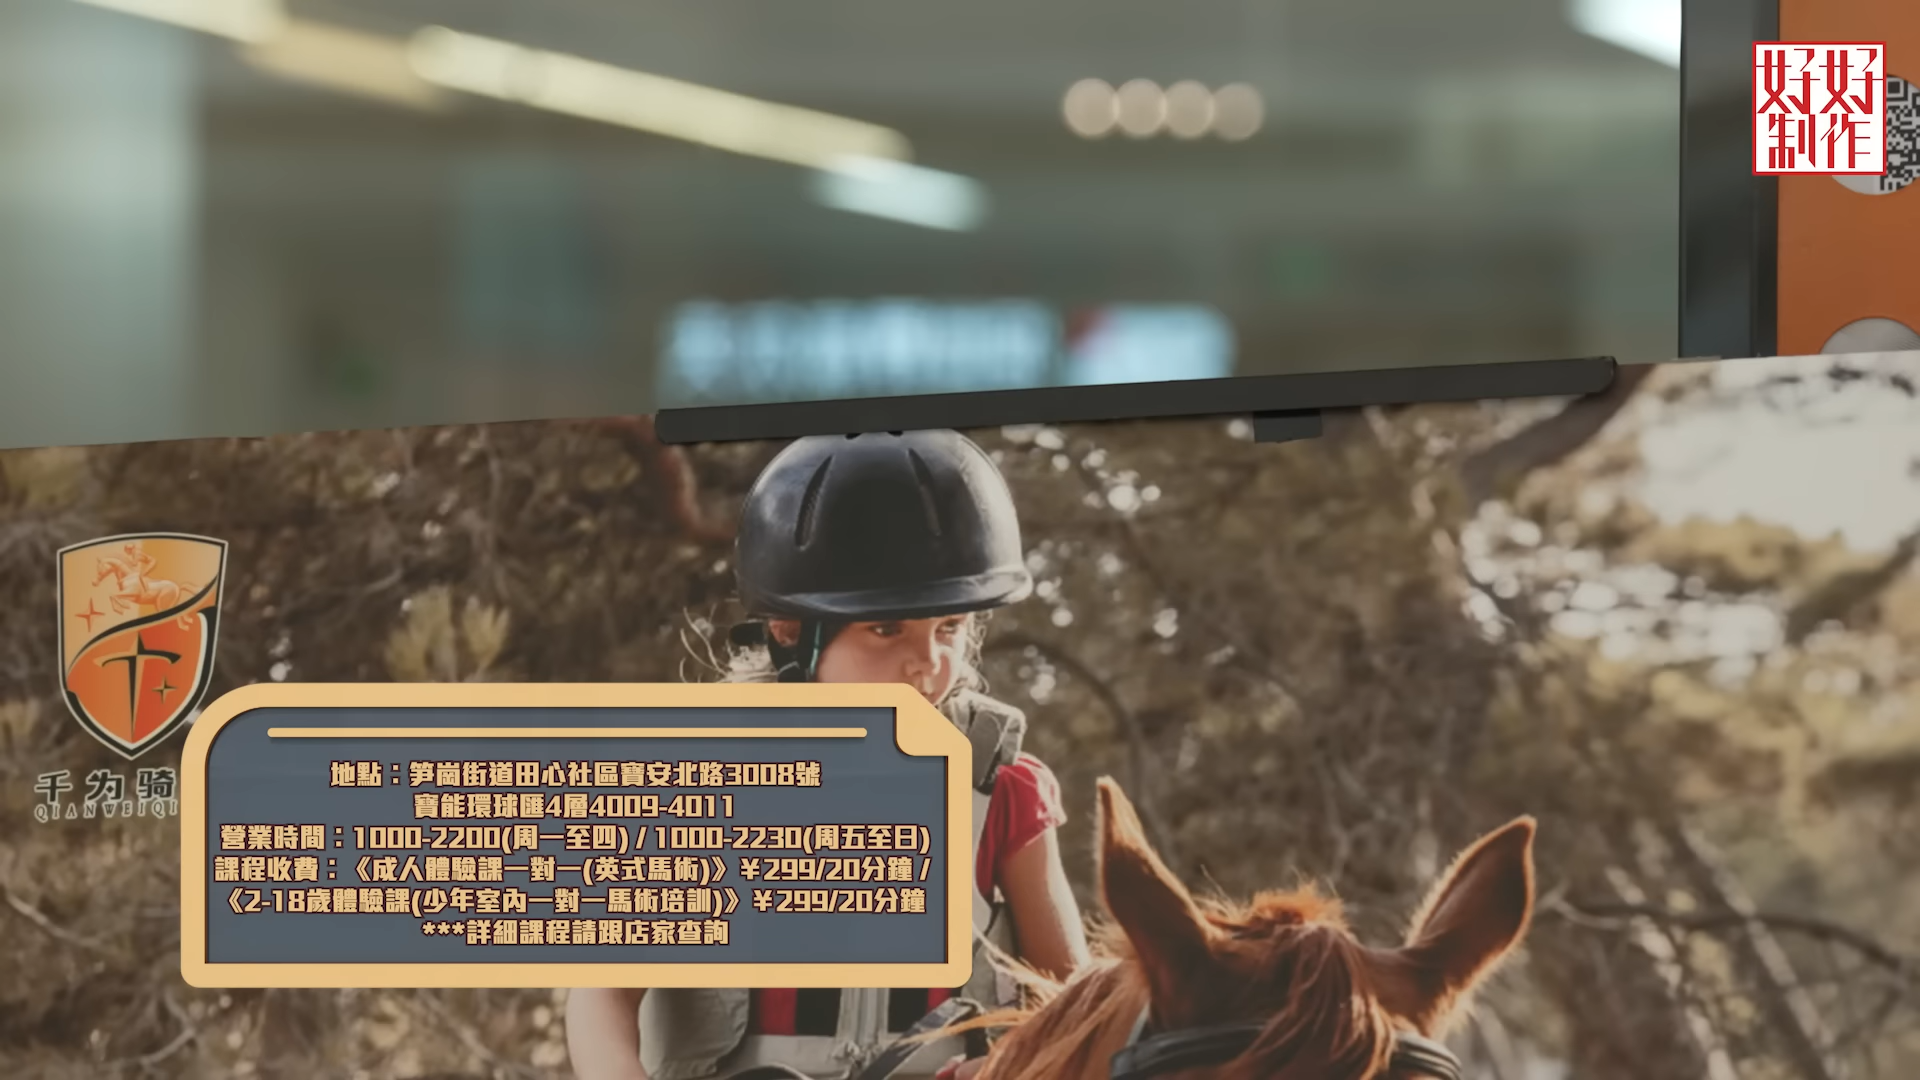 好好
制作
千为骑
QIANWEIQI
地點：笋崗街道田心社區寶安北路3008號
寶能環球匯4層4009-4011
營業時間：1000-2200(周一至四) / 1000-2230(周五至日)
課程收費：《成人體驗課一對一(英式馬術)》￥299/20分鐘 /
《2-18歲體驗課(少年室內一對一馬術培訓)》￥299/20分鐘
***詳細課程請跟店家查詢